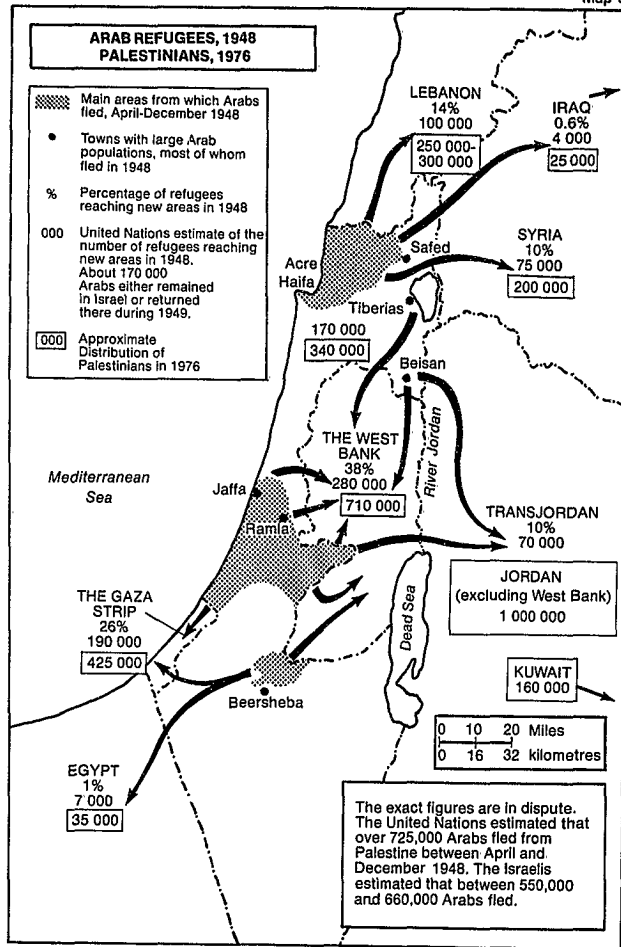 ARAB REFUGEES, 1948
PALESTINIANS, 1976
Main areas from which Arabs
fled, April-December 1948
Towns with large Arab
populations, most of whom
fled in 1948
% Percentage of refugees
reaching new areas in 1948
000 United Nations estimate of the
number of refugees reaching
new areas in 1948.
About 170 000
Arabs either remained
in Israel or returned
there during 1949.
000 Approximate
Distribution of
Palestinians in 1976
LEBANON
14%
100 000
250 000-
300 000
IRAQ
0.6%
4 000
25 000
SYRIA
10%
75 000
200 000
Safed
Acre
Haifa
Tiberias
170 000
340 000
Beisan
THE WEST
BANK
38%
280 000
710 000
River Jordan
Mediterranean
Sea
Jaffa
Ramla
TRANSJORDAN
10%
70 000
JORDAN
(excluding West Bank)
1 000 000
THE GAZA
STRIP
26%
190 000
425 000
Dead Sea
Beersheba
KUWAIT
160 000
0 10 20 Miles
0 16 32 kilometres
EGYPT
1%
7 000
35 000
The exact figures are in dispute.
The United Nations estimated that
over 725,000 Arabs fled from
Palestine between April and
December 1948. The Israelis
estimated that between 550,000
and 660,000 Arabs fled.